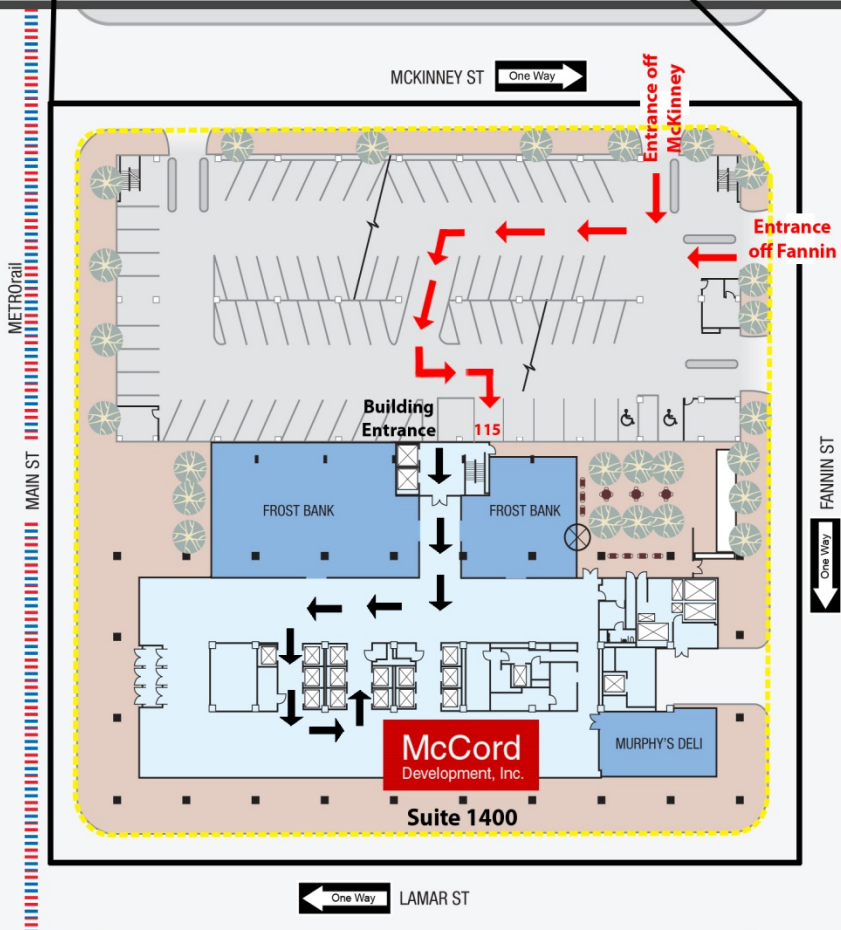 MCKINNEY ST
One Way
Entrance off
McKinney
METROrail
Entrance
off Fannin
Building
Entrance
115
MAIN ST
FANNIN ST
FROST BANK
FROST BANK
One Way
McCord
Development, Inc.
MURPHY'S DELI
Suite 1400
One Way
LAMAR ST